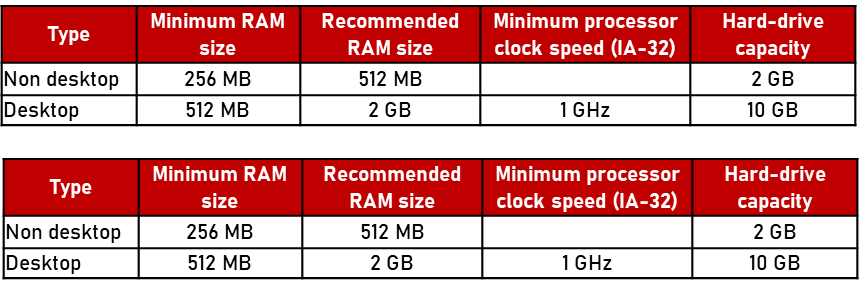 Type Minimum RAM size Recommended RAM size Minimum processor clock speed (IA-32) Hard-drive capacity
Non desktop 256 MB 512 MB 2 GB
Desktop 512 MB 2 GB 1 GHz 10 GB
Type Minimum RAM size Recommended RAM size Minimum processor clock speed (IA-32) Hard-drive capacity
Non desktop 256 MB 512 MB 2 GB
Desktop 512 MB 2 GB 1 GHz 10 GB